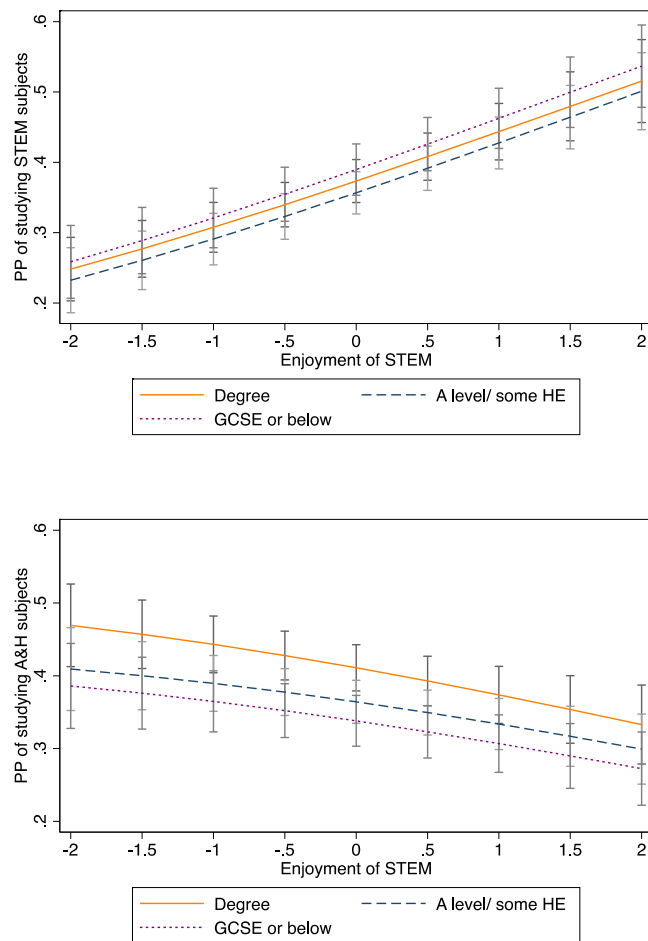 PP of studying STEM subjects
.6
.5
.4
.3
.2
-2 -1.5 -1 -.5 0 .5 1 1.5 2
Enjoyment of STEM
Degree A level/ some HE
GCSE or below
PP of studying A&H subjects
.6
.5
.4
.3
.2
-2 -1.5 -1 -.5 0 .5 1 1.5 2
Enjoyment of STEM
Degree A level/ some HE
GCSE or below